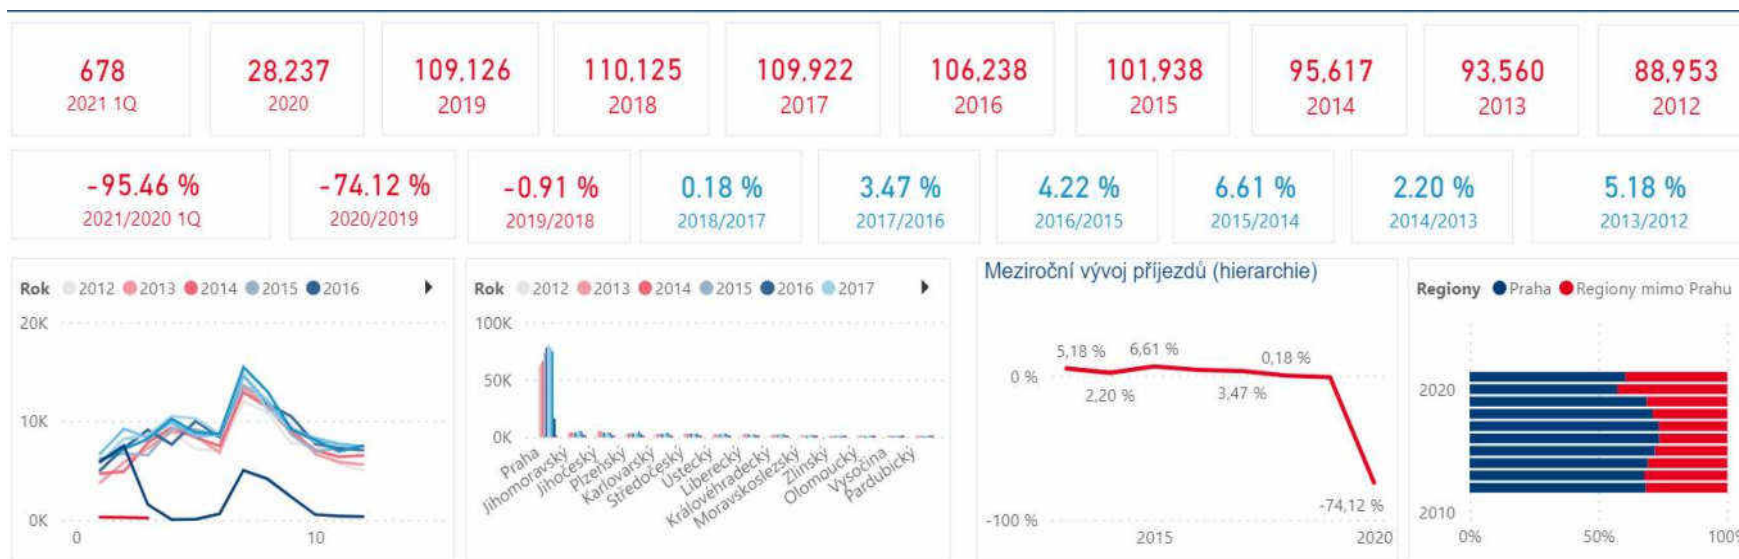 678 28,237 109,126 110,125 109,922 106,238 101,938 95,617 93,560 88,953
2021 1Q 2020 2019 2018 2017 2016 2015 2014 2013 2012
-95.46 % -74.12 % -0.91 % 0.18 % 3.47 % 4.22 % 6.61 % 2.20 % 5.18 %
2021/2020 1Q 2020/2019 2019/2018 2018/2017 2017/2016 2016/2015 2015/2014 2014/2013 2013/2012
Rok 2012 2013 2014 2015 2016
20K
10K
0K
0 10
Rok 2012 2013 2014 2015 2016 2017
100K
50K
0K
Praha
Jihomoravský
Jihočeský
Plzeňský
Karlovarský
Středočeský
Ústecký
Liberecký
Královéhradecký
Moravskoslezský
Zlínský
Olomoucký
Vysočina
Pardubický
Meziroční vývoj příjezdů (hierarchie)
5,18 % 6,61 % 0,18 %
0 %
2,20 % 3,47 %
-74,12 %
-100 %
2015 2020
Regiony Praha Regiony mimo Prahu
2020
2010
0% 50% 100%